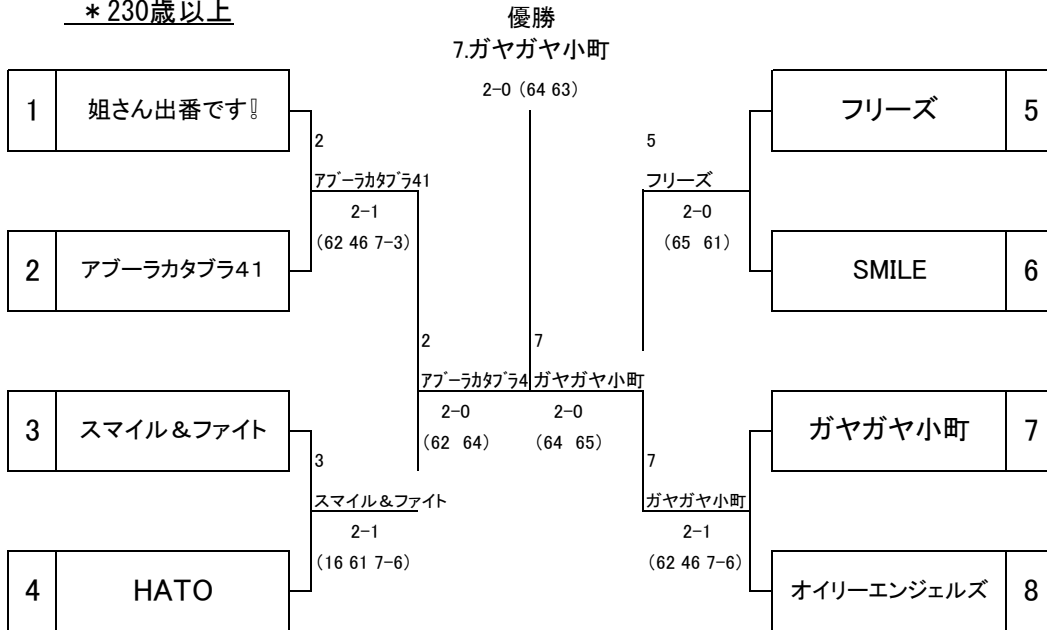 ＊230歳以上
優勝
7.ガヤガヤ小町
2-0 (64 63)
1 姐さん出番です!!
2
アブーラカタブラ41
2-1
(62 46 7-3)
2 アブーラカタブラ41
3 スマイル＆ファイト
3
スマイル＆ファイト
2-1
(16 61 7-6)
4 HATO
2
アブーラカタブラ4
2-0
(62 64)
7
ガヤガヤ小町
2-0
(64 65)
フリーズ 5
5
フリーズ
2-0
(65 61)
SMILE 6
ガヤガヤ小町 7
7
ガヤガヤ小町
2-1
(62 46 7-6)
オイリーエンジェルズ 8